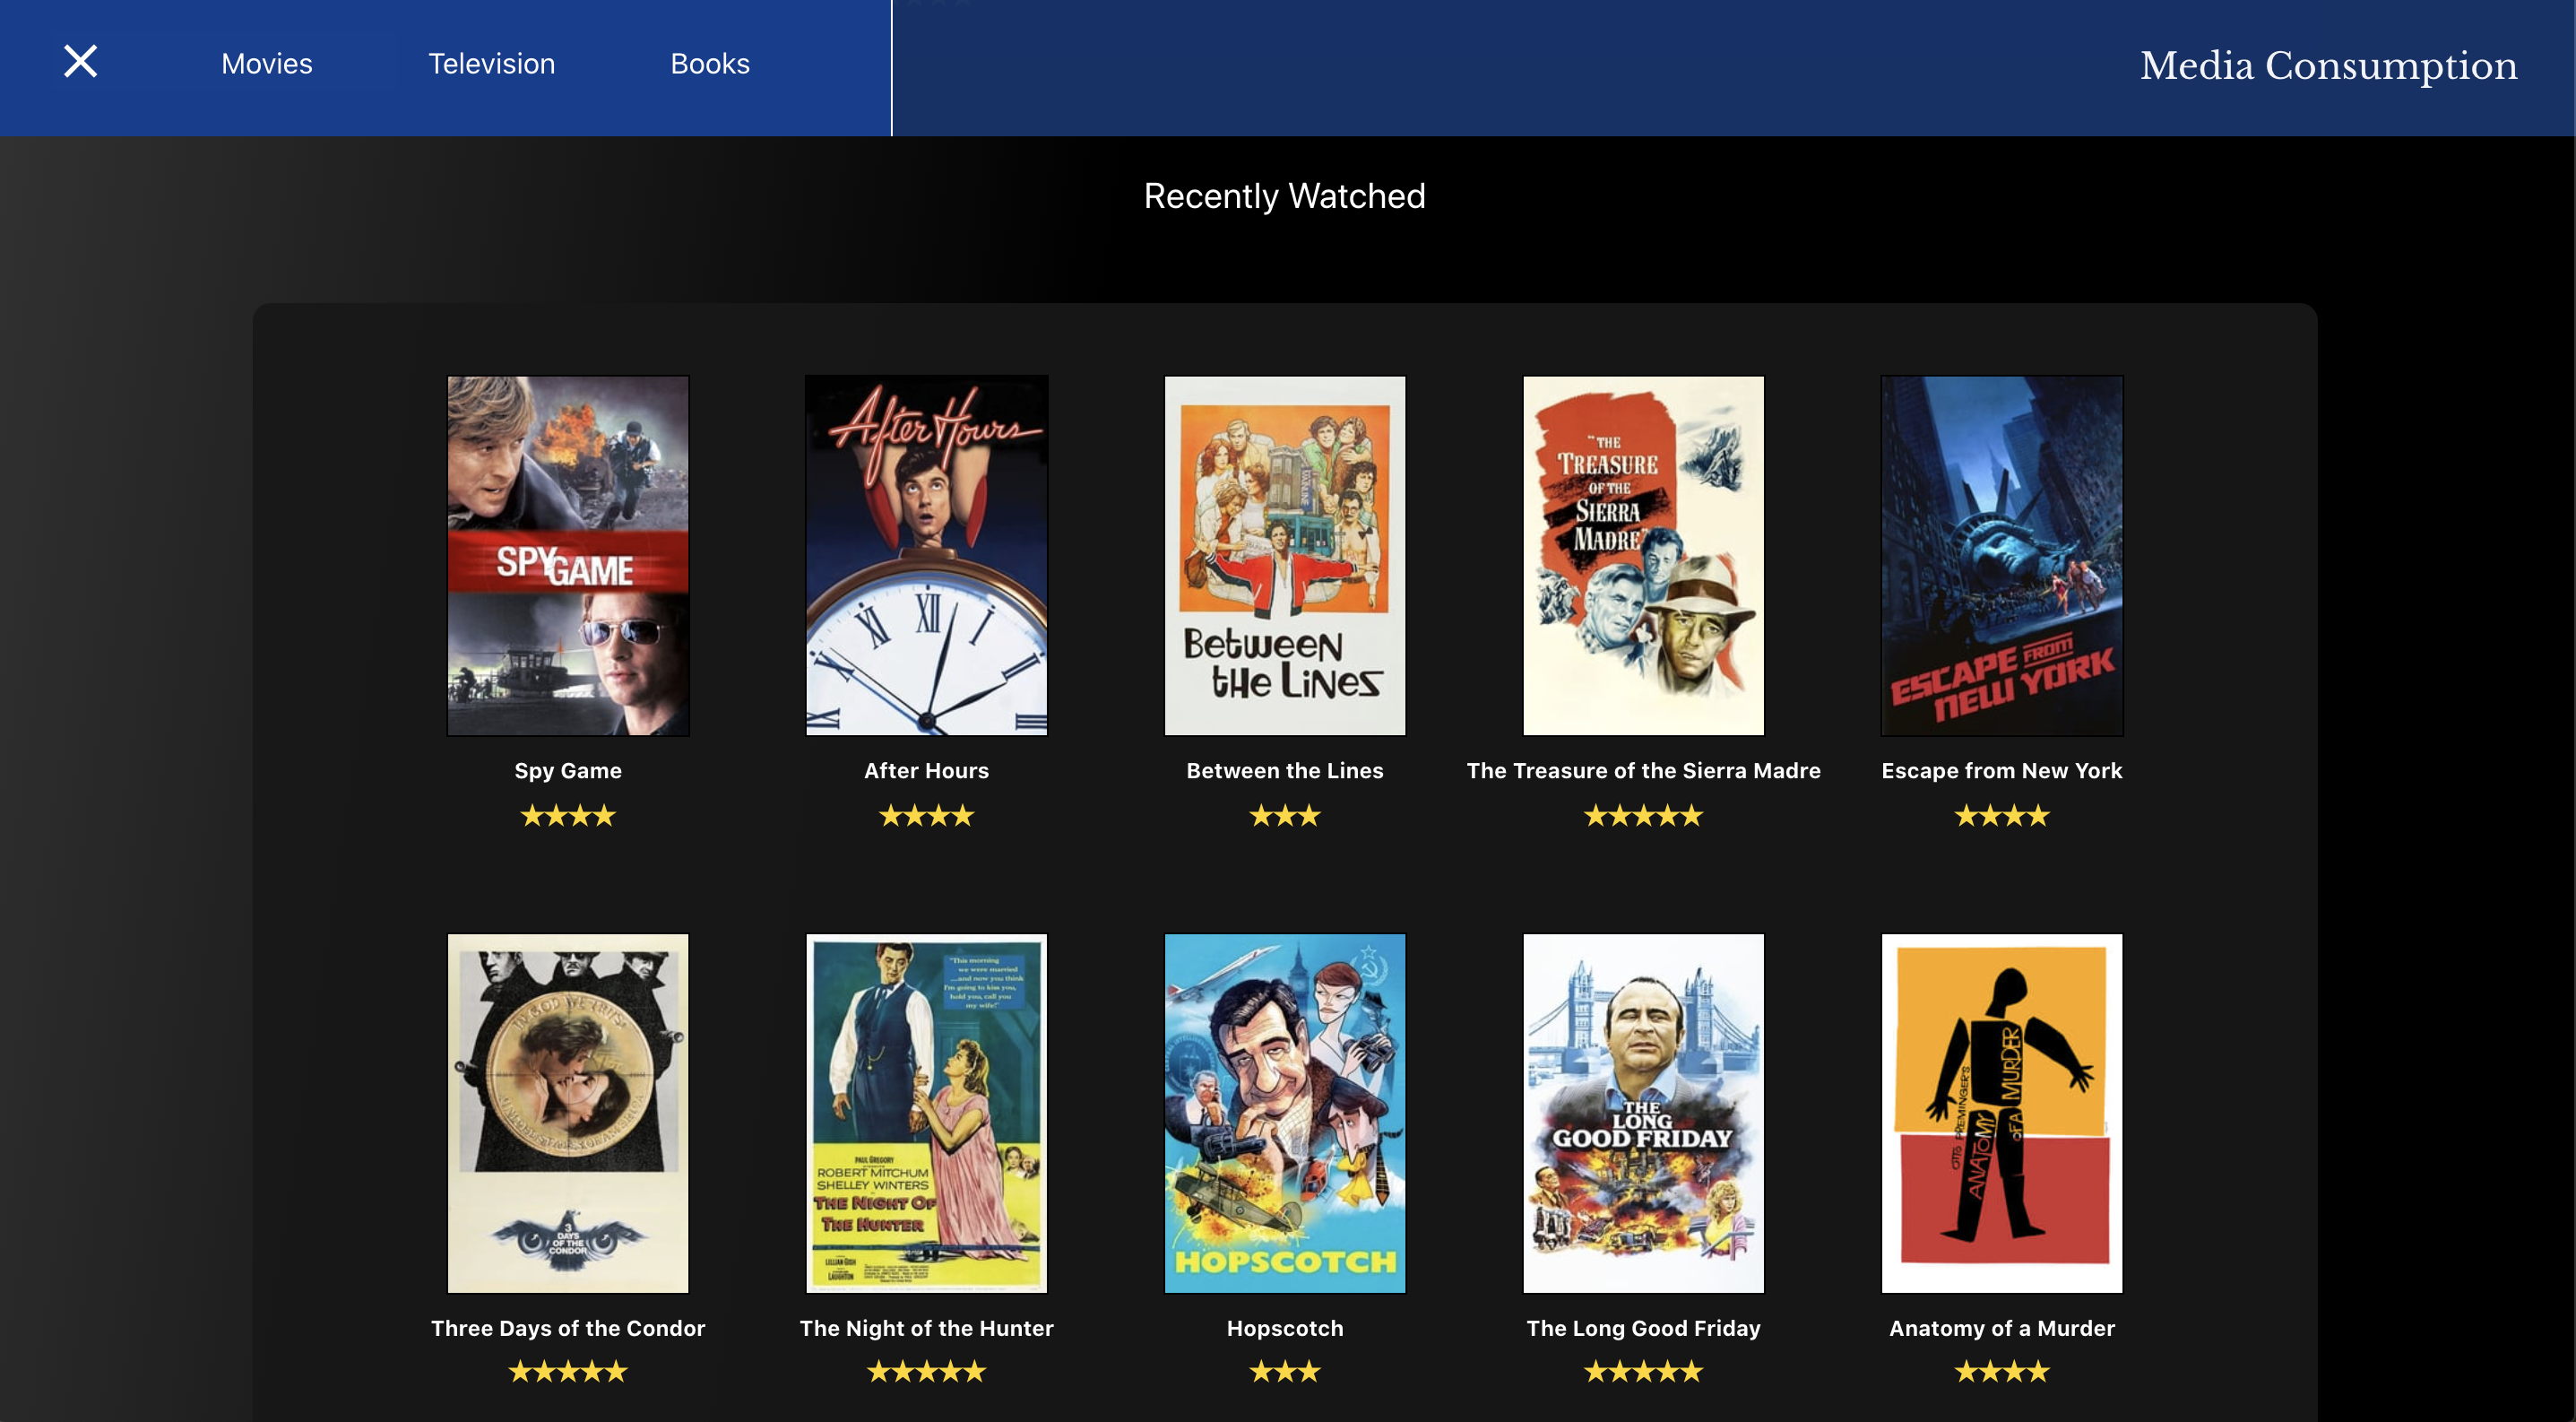 Movies
Television
Books
Media Consumption
Recently Watched
SPY GAME
After Hours
XI
XII
I
II
III
X
IX
BETWEEN
tHe LiNES
"THE
TREASURE
OF THE
SIERRA
MADRE"
ESCAPE FROM
NEW YORK
Spy Game
After Hours
Between the Lines
The Treasure of the Sierra Madre
Escape from New York
★★★★
★★★★
★★★
★★★★★
★★★★
IN GOD WE TRUST
3
DAYS
OF THE
CONDOR
"This morning
we were married
...and now you think
I'm going to kiss you,
hold you, call you
my wife!"
PAUL GREGORY
ROBERT MITCHUM
SHELLEY WINTERS
THE NIGHT OF
THE HUNTER
LILLIAN GISH
LAUGHTON
HOPSCOTCH
THE
LONG
GOOD FRIDAY
OTTO PREMINGER'S
ANATOMY
OF A
MURDER
Three Days of the Condor
The Night of the Hunter
Hopscotch
The Long Good Friday
Anatomy of a Murder
★★★★★
★★★★★
★★★
★★★★★
★★★★